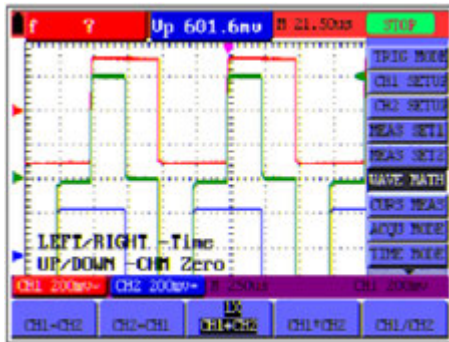 f ? Vp 601.6mv M 21.50us STOP
TRIG MODE
CH1 SETUP
CH2 SETUP
MEAS SET1
MEAS SET2
WAVE MATH
CURS MEAS
ACQU MODE
TIME MODE
LEFT/RIGHT -Time
UP/DOWN -CHM Zero
CH1 200mv~ CH2 200mv M 250us CH1 200mv
CH1-CH2 CH2-CH1 CH1+CH2 CH1*CH2 CH1/CH2